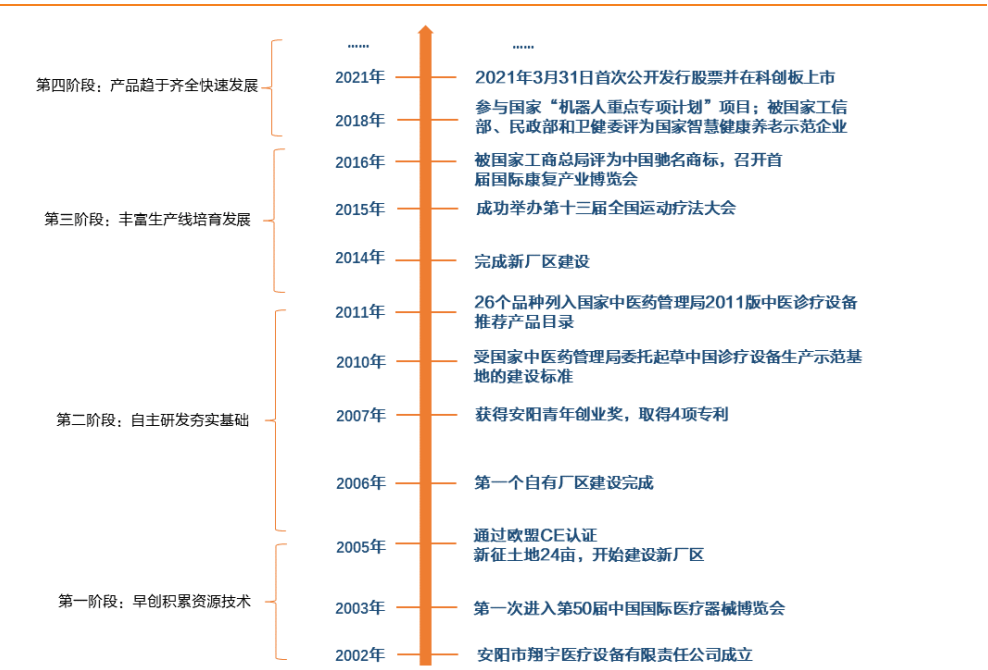 ……
……
第四阶段：产品趋于齐全快速发展
2021年
2021年3月31日首次公开发行股票并在科创板上市
2018年
参与国家“机器人重点专项计划”项目；被国家工信
部、民政部和卫健委评为国家智慧健康养老示范企业
第三阶段：丰富生产线培育发展
2016年
被国家工商总局评为中国驰名商标，召开首
届国际康复产业博览会
2015年
成功举办第十三届全国运动疗法大会
2014年
完成新厂区建设
第二阶段：自主研发夯实基础
2011年
26个品种列入国家中医药管理局2011版中医诊疗设备
推荐产品目录
2010年
受国家中医药管理局委托起草中国诊疗设备生产示范基
地的建设标准
2007年
获得安阳青年创业奖，取得4项专利
2006年
第一个自有厂区建设完成
第一阶段：早创积累资源技术
2005年
通过欧盟CE认证
新征土地24亩，开始建设新厂区
2003年
第一次进入第50届中国国际医疗器械博览会
2002年
安阳市翔宇医疗设备有限责任公司成立